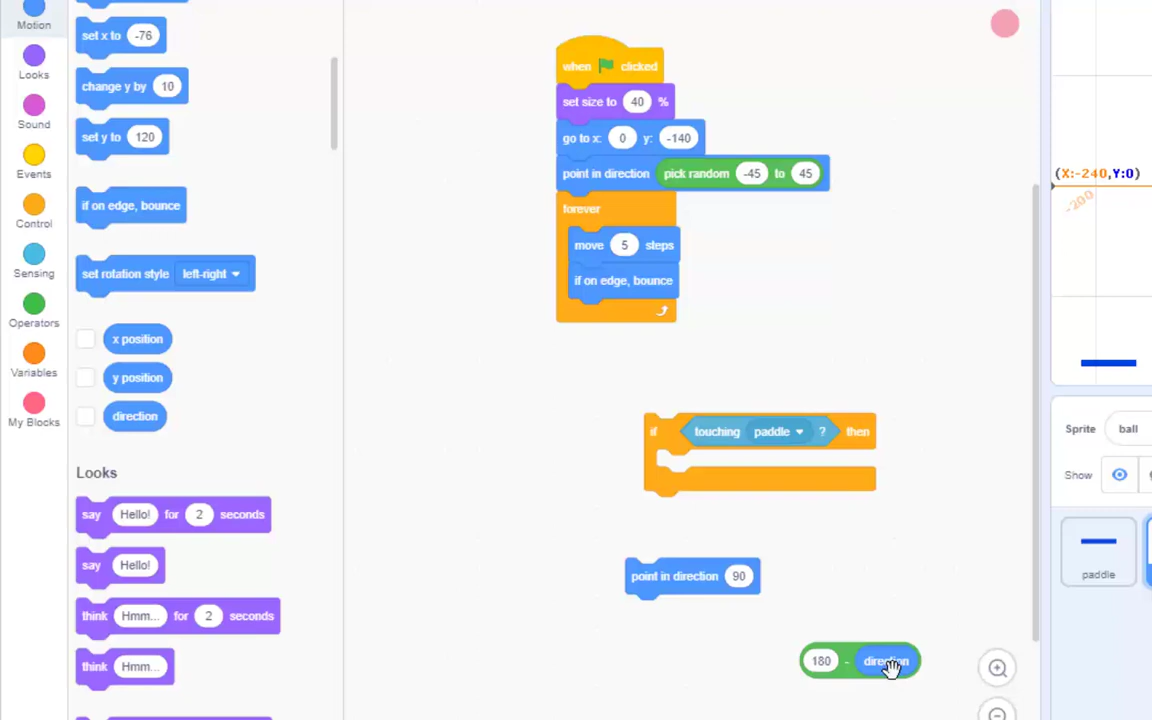 Motion
Looks
Sound
Events
Control
Sensing
Operators
Variables
My Blocks
set x to -76
change y by 10
set y to 120
if on edge, bounce
set rotation style left-right
x position
y position
direction
Looks
say Hello! for 2 seconds
say Hello!
think Hmm... for 2 seconds
think Hmm...
when clicked
set size to 40 %
go to x: 0 y: -140
point in direction pick random -45 to 45
forever
move 5 steps
if on edge, bounce
if touching paddle ? then
point in direction 90
180 - direction
(X:-240,Y:0)
-200
Sprite ball
Show
paddle